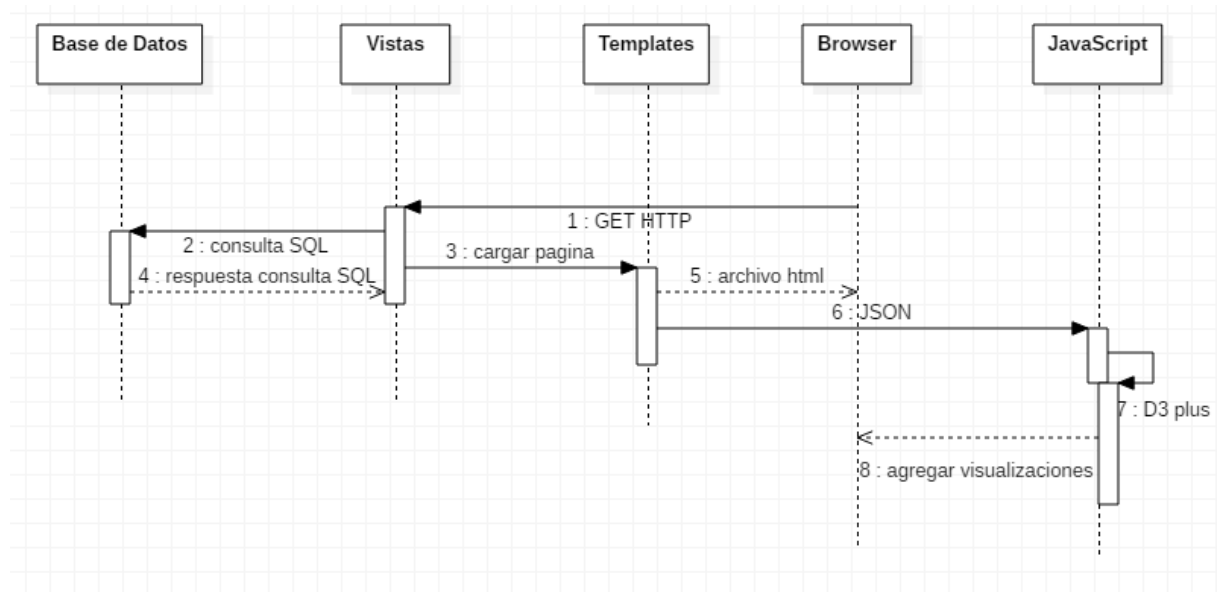 Base de Datos
Vistas
Templates
Browser
JavaScript
1 : GET HTTP
2 : consulta SQL
3 : cargar pagina
4 : respuesta consulta SQL
5 : archivo html
6 : JSON
7 : D3 plus
8 : agregar visualizaciones